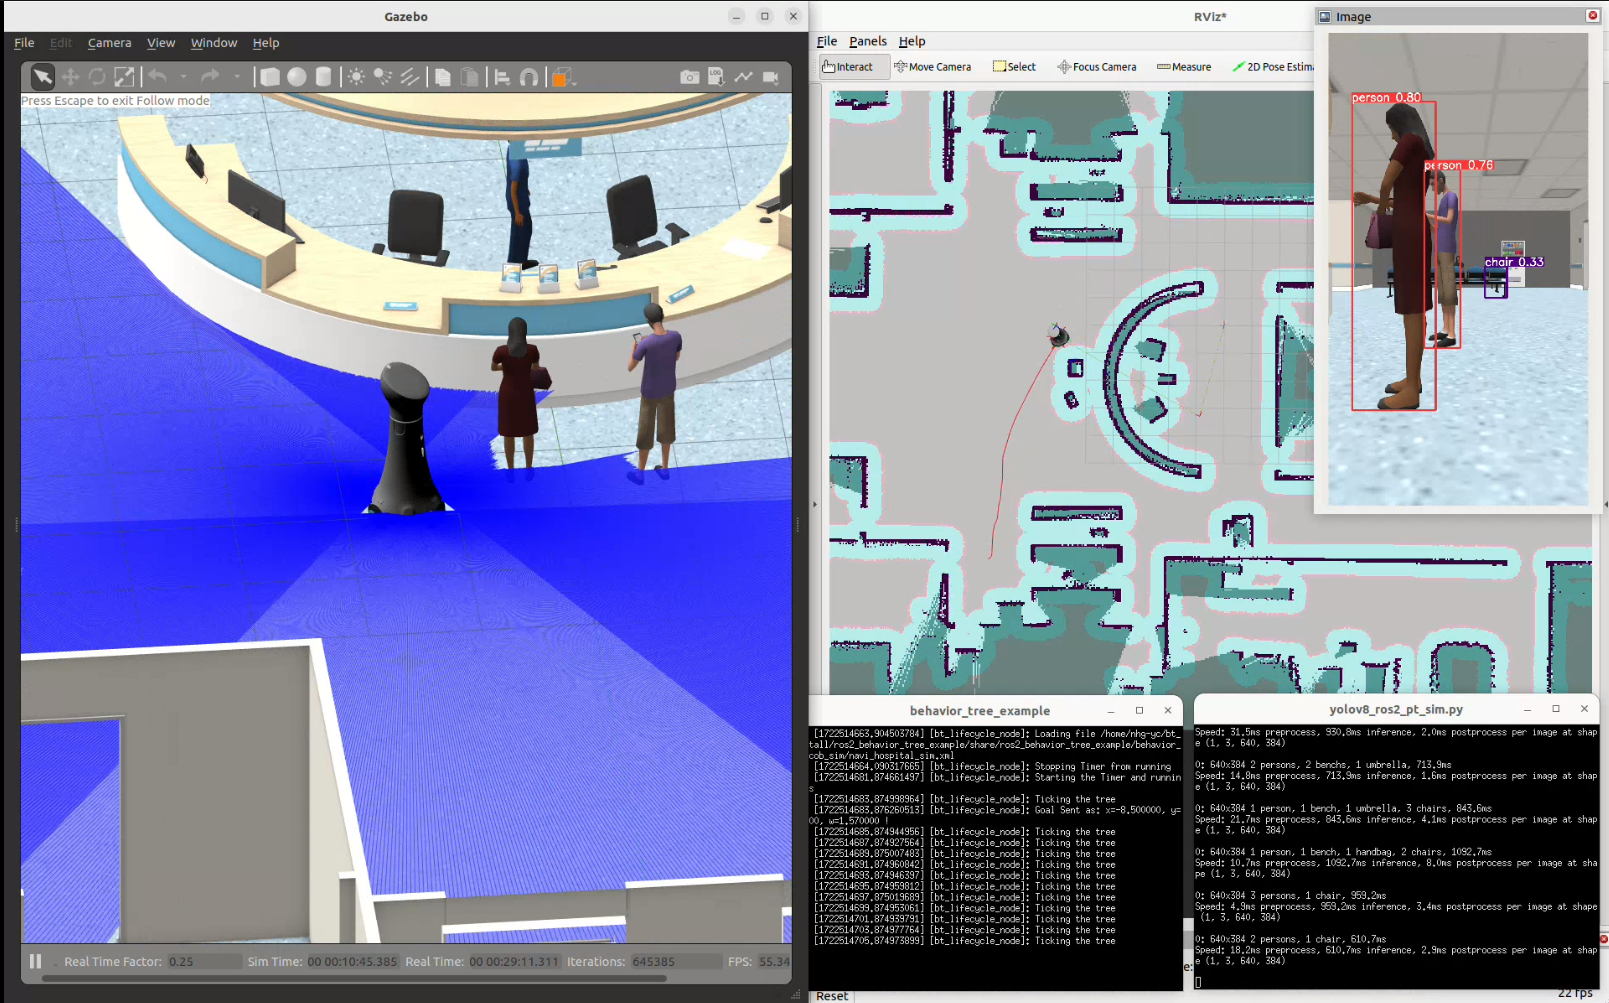 Gazebo
File Edit Camera View Window Help
Press Escape to exit Follow mode
Real Time Factor: 0.25 Sim Time: 00 00:10:45.385 Real Time: 00 00:29:11.311 Iterations: 645385 FPS: 55.34
RViz*
File Panels Help
Interact Move Camera Select Focus Camera Measure 2D Pose Estima
Image
person 0.80
person 0.76
chair 0.33
behavior_tree_example
[1722514663.904503784] [bt_lifecycle_node]: Loading file /home/nhg-yc/bt_
tall/ros2_behavior_tree_example/share/ros2_behavior_tree_example/behavior_
cob_sim/navi_hospital_sim.xml
[1722514664.090317665] [bt_lifecycle_node]: Stopping Timer from running
[1722514681.874661497] [bt_lifecycle_node]: Starting the Timer and runnin
s
[1722514683.874998964] [bt_lifecycle_node]: Ticking the tree
[1722514683.876260513] [bt_lifecycle_node]: Goal Sent as: x=-8.500000, y=
00, w=1.570000 !
[1722514685.874944956] [bt_lifecycle_node]: Ticking the tree
[1722514687.874927564] [bt_lifecycle_node]: Ticking the tree
[1722514689.875007483] [bt_lifecycle_node]: Ticking the tree
[1722514691.874960842] [bt_lifecycle_node]: Ticking the tree
[1722514693.874946397] [bt_lifecycle_node]: Ticking the tree
[1722514695.874959812] [bt_lifecycle_node]: Ticking the tree
[1722514697.875019689] [bt_lifecycle_node]: Ticking the tree
[1722514699.874953061] [bt_lifecycle_node]: Ticking the tree
[1722514701.874939791] [bt_lifecycle_node]: Ticking the tree
[1722514703.874977764] [bt_lifecycle_node]: Ticking the tree
[1722514705.874973899] [bt_lifecycle_node]: Ticking the tree
yolov8_ros2_pt_sim.py
Speed: 31.5ms preprocess, 930.8ms inference, 2.0ms postprocess per image at shap
e (1, 3, 640, 384)
0: 640x384 2 persons, 2 benchs, 1 umbrella, 713.9ms
Speed: 14.8ms preprocess, 713.9ms inference, 1.6ms postprocess per image at shap
e (1, 3, 640, 384)
0: 640x384 1 person, 1 bench, 1 umbrella, 3 chairs, 843.6ms
Speed: 21.7ms preprocess, 843.6ms inference, 4.1ms postprocess per image at shap
e (1, 3, 640, 384)
0: 640x384 1 person, 1 bench, 1 handbag, 2 chairs, 1092.7ms
Speed: 10.7ms preprocess, 1092.7ms inference, 8.0ms postprocess per image at sha
pe (1, 3, 640, 384)
0: 640x384 3 persons, 1 chair, 959.2ms
Speed: 4.9ms preprocess, 959.2ms inference, 3.4ms postprocess per image at shape
(1, 3, 640, 384)
0: 640x384 2 persons, 1 chair, 610.7ms
Speed: 18.2ms preprocess, 610.7ms inference, 2.9ms postprocess per image at shap
e (1, 3, 640, 384)
e:
Reset
22 fps